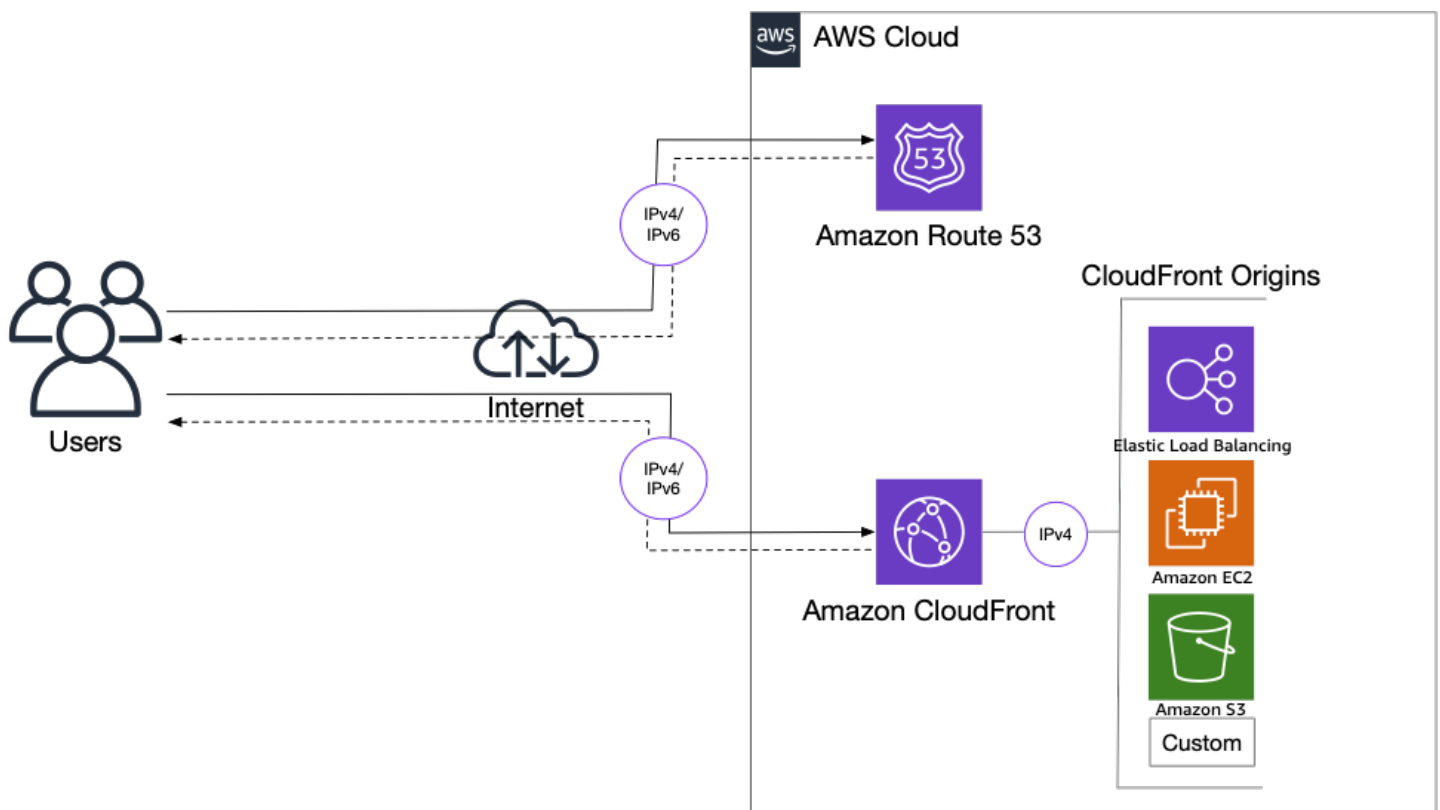 aws
AWS Cloud
53
Amazon Route 53
IPv4/
IPv6
CloudFront Origins
Internet
Users
Elastic Load Balancing
IPv4/
IPv6
IPv4
Amazon EC2
Amazon CloudFront
Amazon S3
Custom